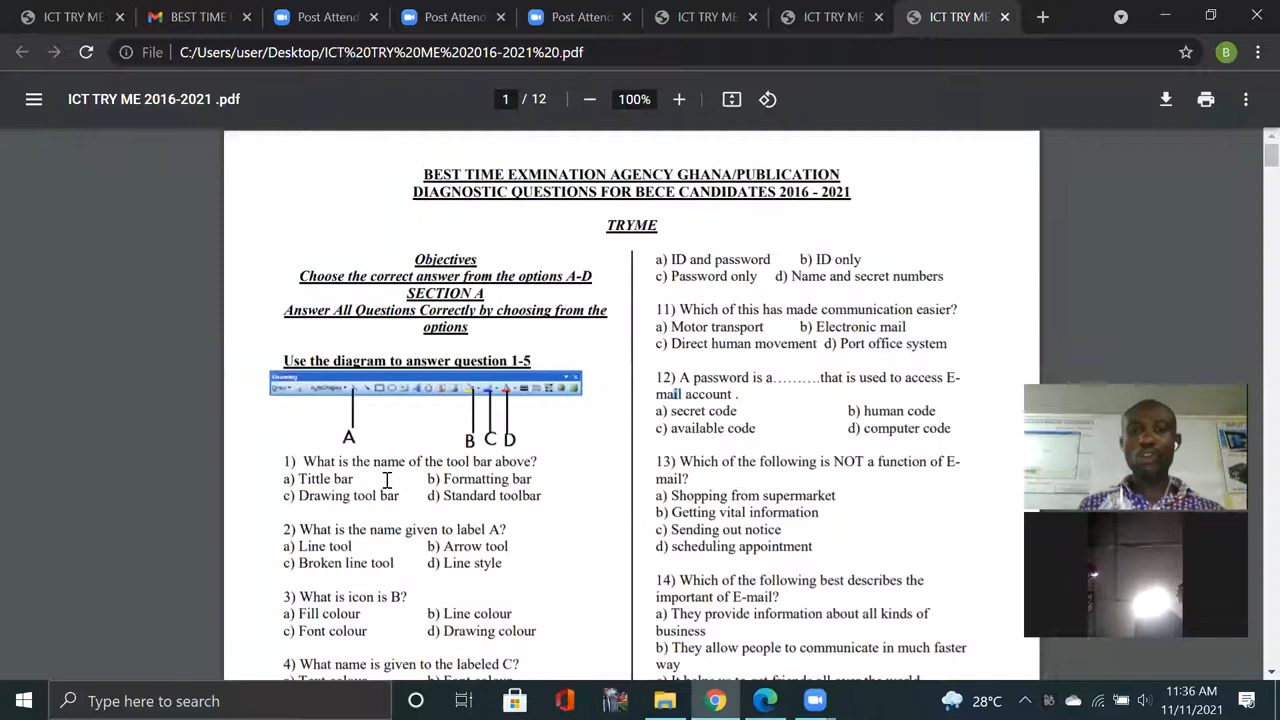 ICT TRY ME
BEST TIME
Post Attend
Post Attend
Post Attend
ICT TRY ME
ICT TRY ME
ICT TRY ME
File
C:/Users/user/Desktop/ICT%20TRY%20ME%202016-2021%20.pdf
B
ICT TRY ME 2016-2021 .pdf
1 / 12
100%
BEST TIME EXMINATION AGENCY GHANA/PUBLICATION
DIAGNOSTIC QUESTIONS FOR BECE CANDIDATES 2016 - 2021
TRYME
Objectives
Choose the correct answer from the options A-D
SECTION A
Answer All Questions Correctly by choosing from the
options
Use the diagram to answer question 1-5
Drawing
Draw AutoShapes
A
B C D
1) What is the name of the tool bar above?
a) Tittle bar b) Formatting bar
c) Drawing tool bar d) Standard toolbar
2) What is the name given to label A?
a) Line tool b) Arrow tool
c) Broken line tool d) Line style
3) What is icon is B?
a) Fill colour b) Line colour
c) Font colour d) Drawing colour
4) What name is given to the labeled C?
a) ID and password b) ID only
c) Password only d) Name and secret numbers
11) Which of this has made communication easier?
a) Motor transport b) Electronic mail
c) Direct human movement d) Port office system
12) A password is a……….that is used to access E-
mail account .
a) secret code b) human code
c) available code d) computer code
13) Which of the following is NOT a function of E-
mail?
a) Shopping from supermarket
b) Getting vital information
c) Sending out notice
d) scheduling appointment
14) Which of the following best describes the
important of E-mail?
a) They provide information about all kinds of
business
b) They allow people to communicate in much faster
way
Type here to search
28°C
11:36 AM
11/11/2021